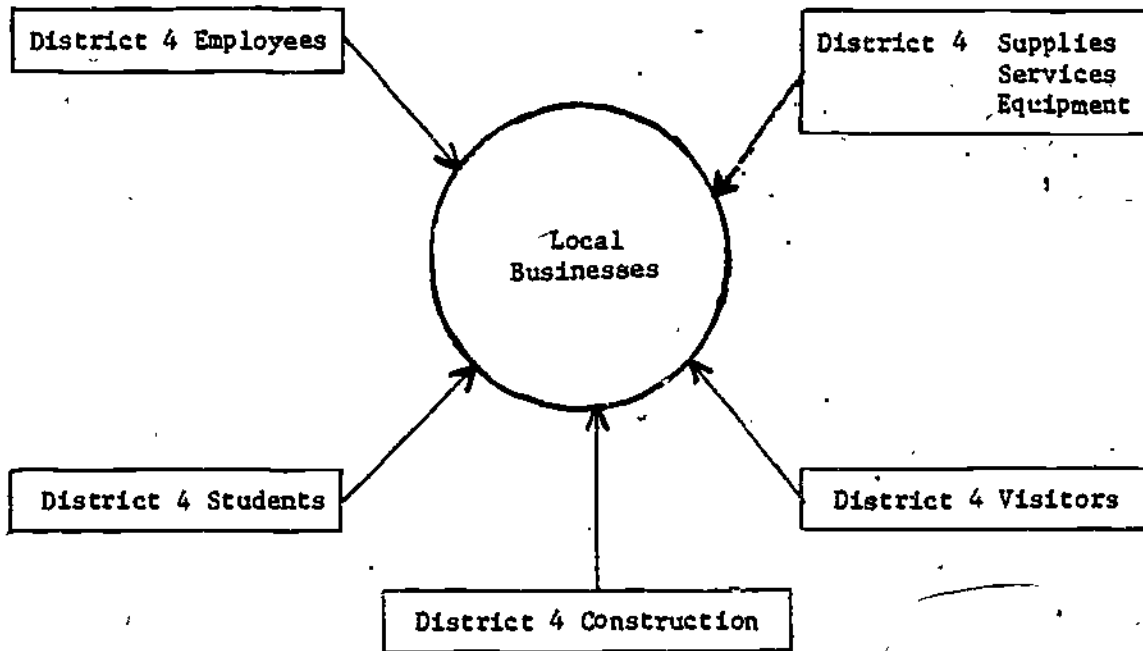 District 4 Employees
District 4 Supplies
Services
Equipment
Local
Businesses
District 4 Students
District 4 Visitors
District 4 Construction